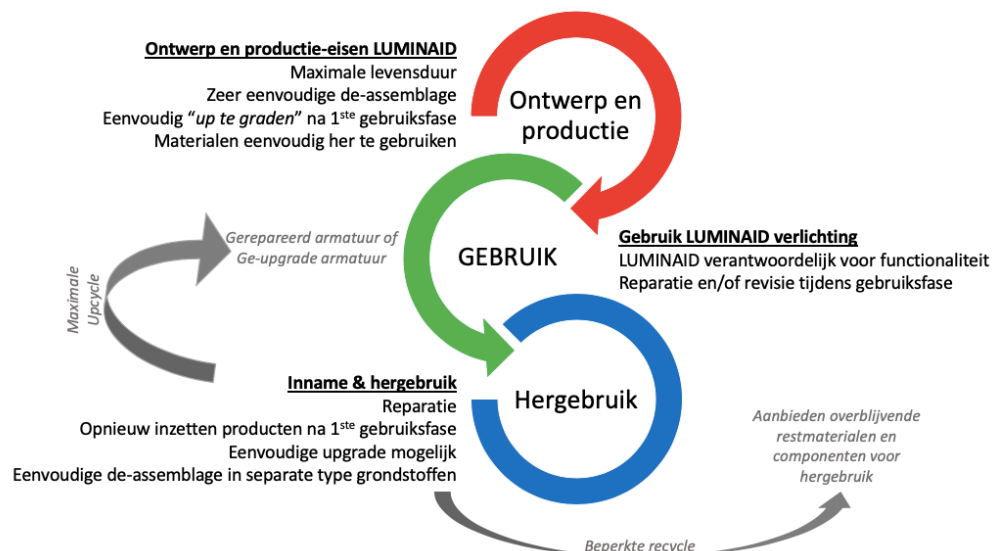 Ontwerp en productie-eisen LUMINAID
Maximale levensduur
Zeer eenvoudige de-assemblage
Eenvoudig “up te graden” na 1ste gebruiksfase
Materialen eenvoudig her te gebruiken
Ontwerp en
productie
Gerepareerd armatuur of
Ge-upgrade armatuur
GEBRUIK
Gebruik LUMINAID verlichting
LUMINAID verantwoordelijk voor functionaliteit
Reparatie en/of revisie tijdens gebruiksfase
Maximale
Upcycle
Inname & hergebruik
Reparatie
Opnieuw inzetten producten na 1ste gebruiksfase
Eenvoudige upgrade mogelijk
Eenvoudige de-assemblage in separate type grondstoffen
Hergebruik
Aanbieden overblijvende
restmaterialen en
componenten voor
hergebruik
Beperkte recycle